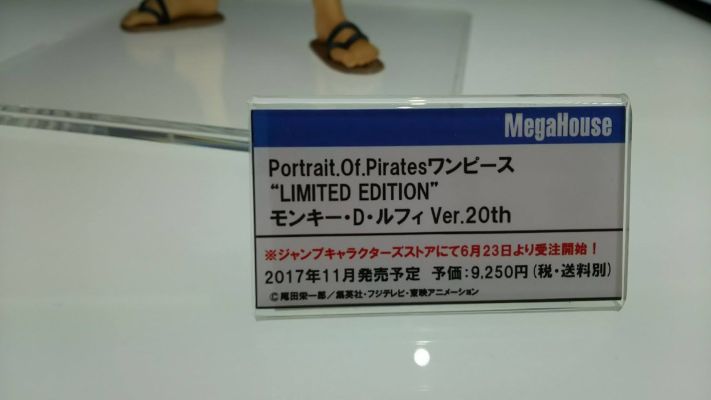 MegaHouse
Portrait.Of.Piratesワンピース
“LIMITED EDITION”
モンキー・D・ルフィ Ver.20th
※ジャンプキャラクターズストアにて6月23日より受注開始！
2017年11月発売予定 予価：9,250円（税・送料別）
©尾田栄一郎／集英社・フジテレビ・東映アニメーション